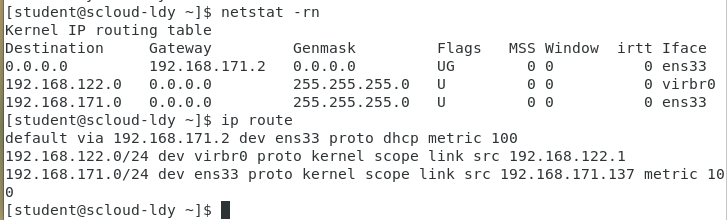 [student@scloud-ldy ~]$ netstat -rn
Kernel IP routing table
Destination     Gateway         Genmask         Flags   MSS Window  irtt Iface
0.0.0.0         192.168.171.2   0.0.0.0         UG        0 0          0 ens33
192.168.122.0   0.0.0.0         255.255.255.0   U         0 0          0 virbr0
192.168.171.0   0.0.0.0         255.255.255.0   U         0 0          0 ens33
[student@scloud-ldy ~]$ ip route
default via 192.168.171.2 dev ens33 proto dhcp metric 100
192.168.122.0/24 dev virbr0 proto kernel scope link src 192.168.122.1
192.168.171.0/24 dev ens33 proto kernel scope link src 192.168.171.137 metric 10
0
[student@scloud-ldy ~]$